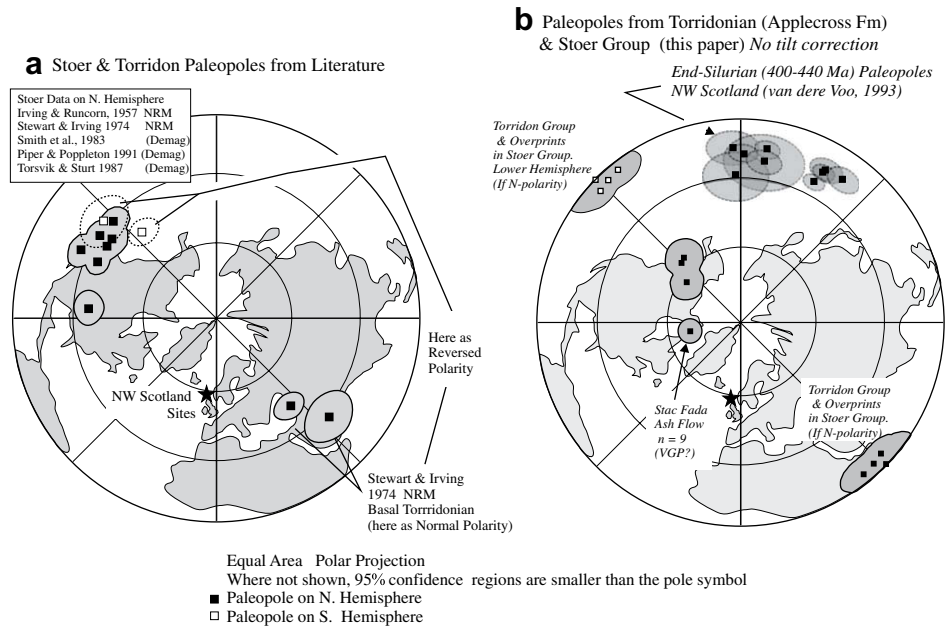 a Stoer & Torridon Paleopoles from Literature
Stoer Data on N. Hemisphere
Irving & Runcorn, 1957 NRM
Stewart & Irving 1974 NRM
Smith et al., 1983 (Demag)
Piper & Poppleton 1991 (Demag)
Torsvik & Sturt 1987 (Demag)
Here as
Reversed
Polarity
NW Scotland
Sites
Stewart & Irving
1974 NRM
Basal Torrridonian
(here as Normal Polarity)
b Paleopoles from Torridonian (Applecross Fm)
& Stoer Group (this paper) No tilt correction
End-Silurian (400-440 Ma) Paleopoles
NW Scotland (van dere Voo, 1993)
Torridon Group
& Overprints
in Stoer Group.
Lower Hemisphere
(If N-polarity)
Stac Fada
Ash Flow
n = 9
(VGP?)
Torridon Group
& Overprints
in Stoer Group.
(If N-polarity)
Equal Area Polar Projection
Where not shown, 95% confidence regions are smaller than the pole symbol
Paleopole on N. Hemisphere
Paleopole on S. Hemisphere